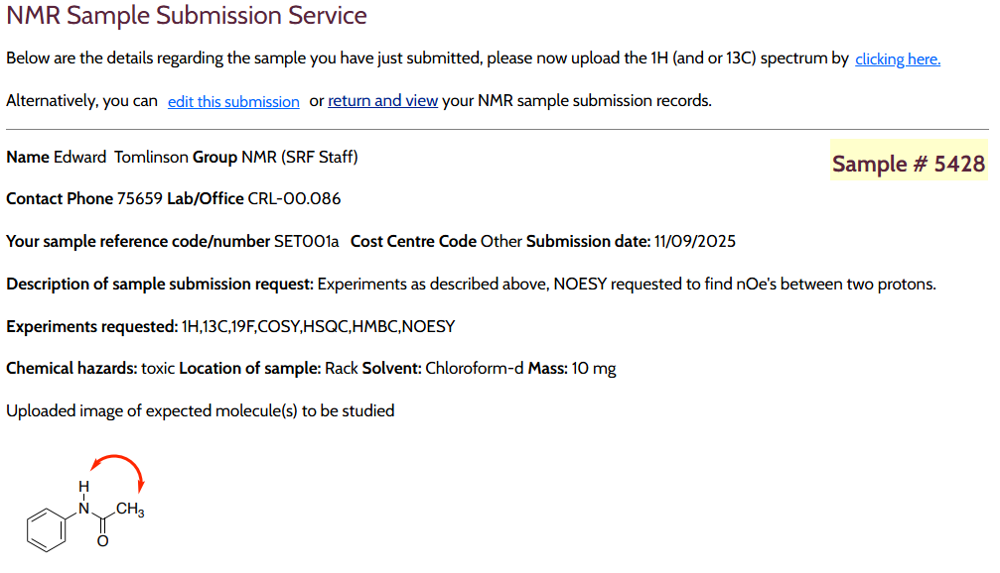 NMR Sample Submission Service
Below are the details regarding the sample you have just submitted, please now upload the 1H (and or 13C) spectrum by clicking here.
Alternatively, you can edit this submission or return and view your NMR sample submission records.
Name Edward Tomlinson Group NMR (SRF Staff)
Sample # 5428
Contact Phone 75659 Lab/Office CRL-00.086
Your sample reference code/number SET001a Cost Centre Code Other Submission date: 11/09/2025
Description of sample submission request: Experiments as described above, NOESY requested to find nOe's between two protons.
Experiments requested: 1H,13C,19F,COSY,HSQC,HMBC,NOESY
Chemical hazards: toxic Location of sample: Rack Solvent: Chloroform-d Mass: 10 mg
Uploaded image of expected molecule(s) to be studied
H
N CH3
O